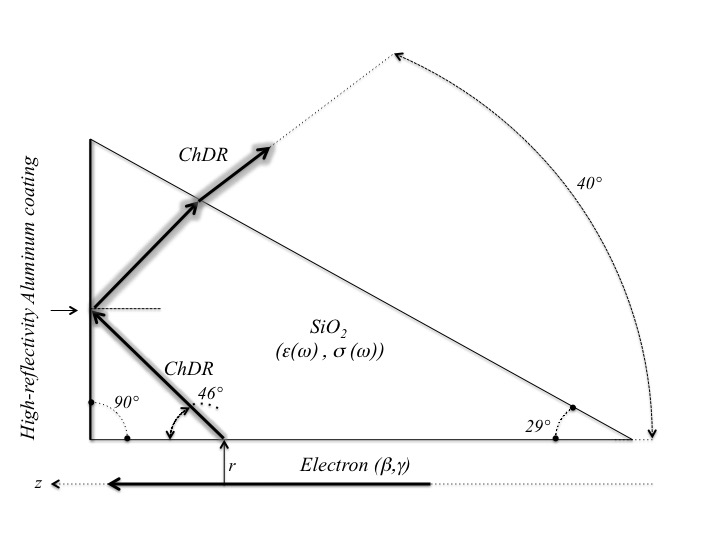 ChDR
40°
High-reflectivity Aluminum coating
SiO₂
(ε(ω) , σ (ω))
ChDR
46°
90°
29°
r
Electron (β,γ)
z